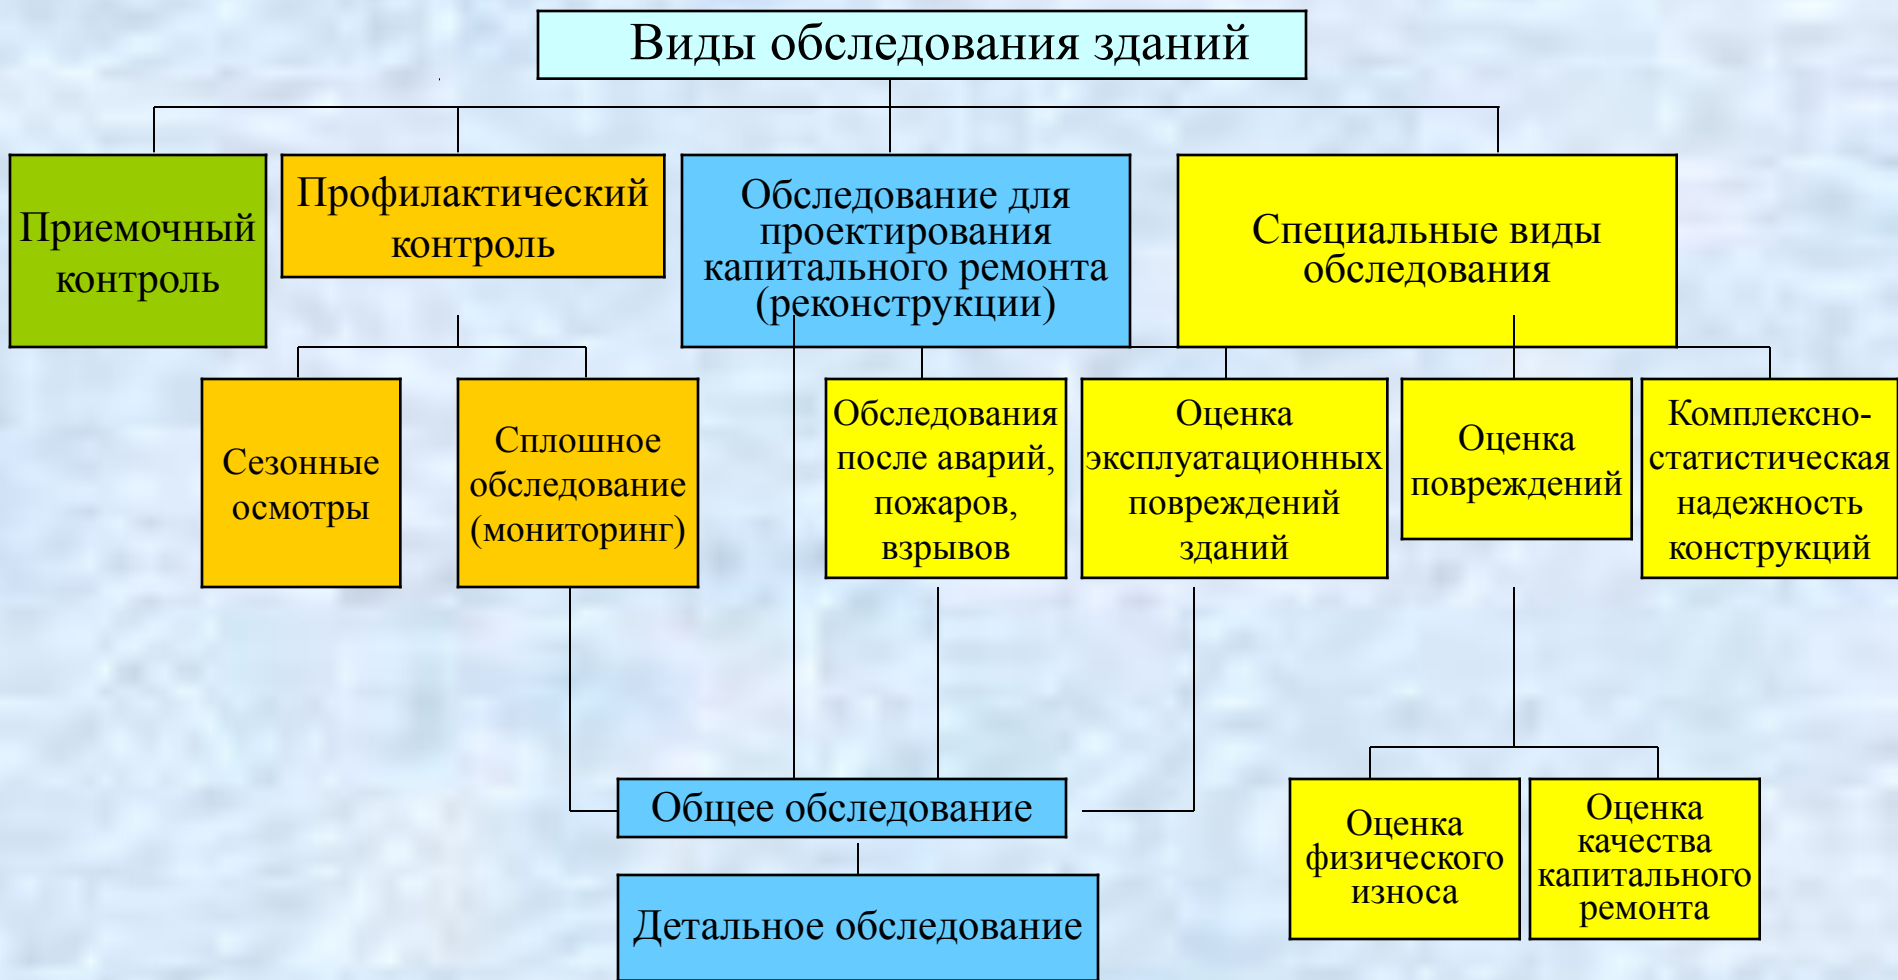 Виды обследования зданий
Приемочный
контроль
Профилактический
контроль
Обследование для
проектирования
капитального ремонта
(реконструкции)
Специальные виды
обследования
Сезонные
осмотры
Сплошное
обследование
(мониторинг)
Обследования
после аварий,
пожаров,
взрывов
Оценка
эксплуатационных
повреждений
зданий
Оценка
повреждений
Комплексно-
статистическая
надежность
конструкций
Общее обследование
Детальное обследование
Оценка
физического
износа
Оценка
качества
капитального
ремонта